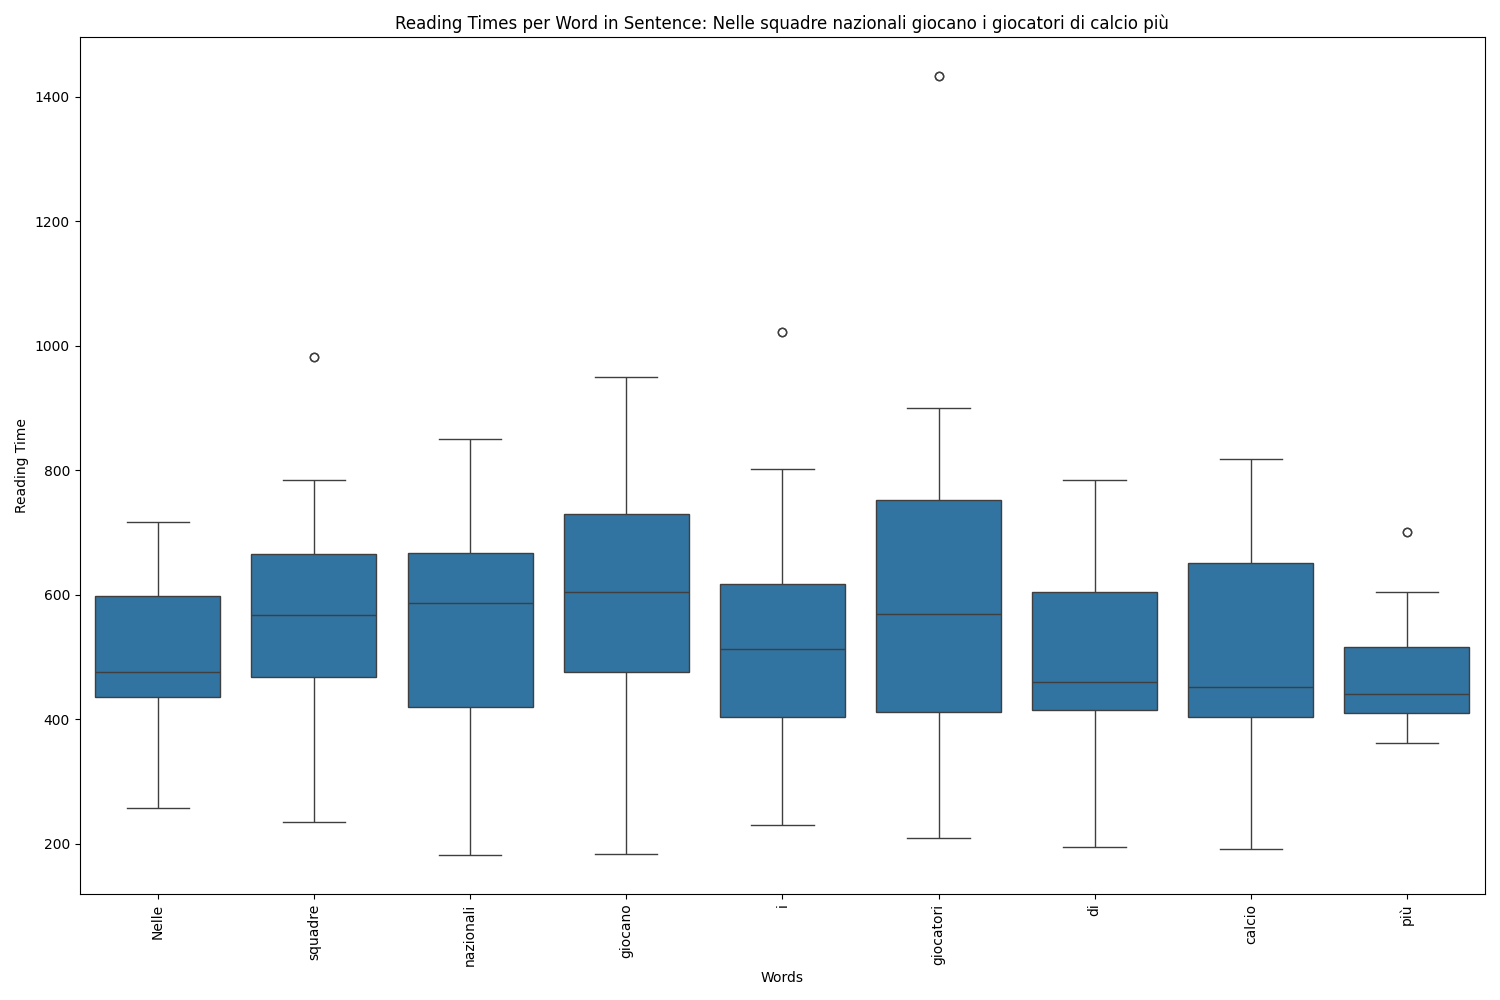 Reading Times per Word in Sentence: Nelle squadre nazionali giocano i giocatori di calcio più
1400
1200
1000
800
600
400
200
Reading Time
Nelle
squadre
nazionali
giocano
i
giocatori
di
calcio
più
Words